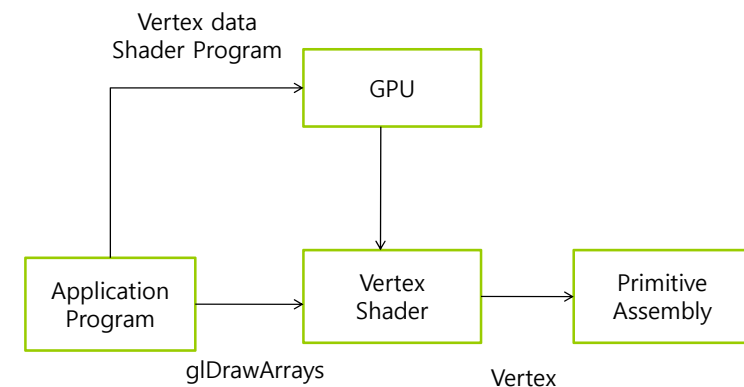 Vertex data
Shader Program
GPU
Application
Program
Vertex
Shader
Primitive
Assembly
glDrawArrays
Vertex